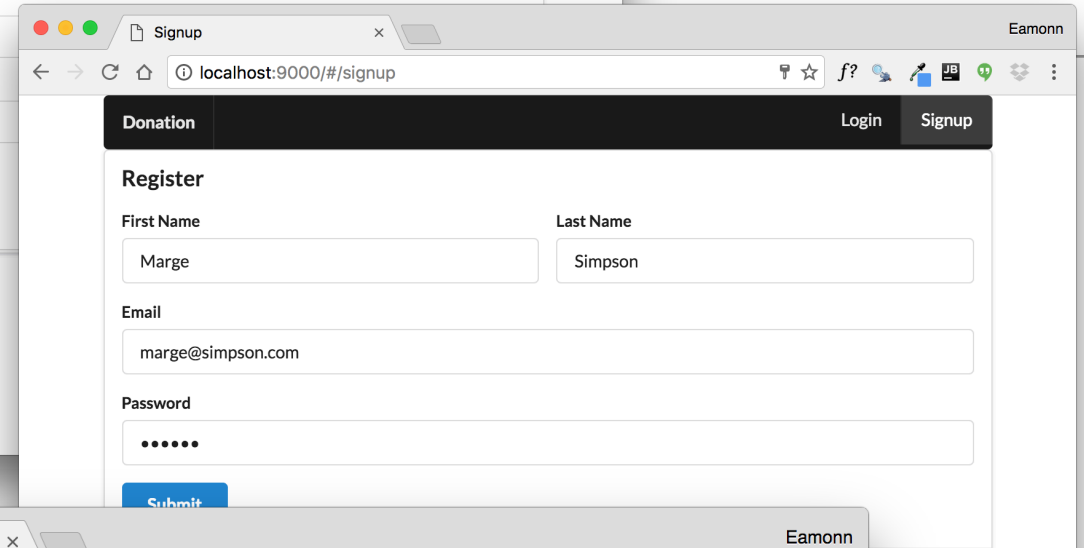 Signup
Eamonn
localhost:9000/#/signup
f?
JB
Donation
Login
Signup
Register
First Name
Last Name
Marge
Simpson
Email
marge@simpson.com
Password
••••••
Submit
Eamonn